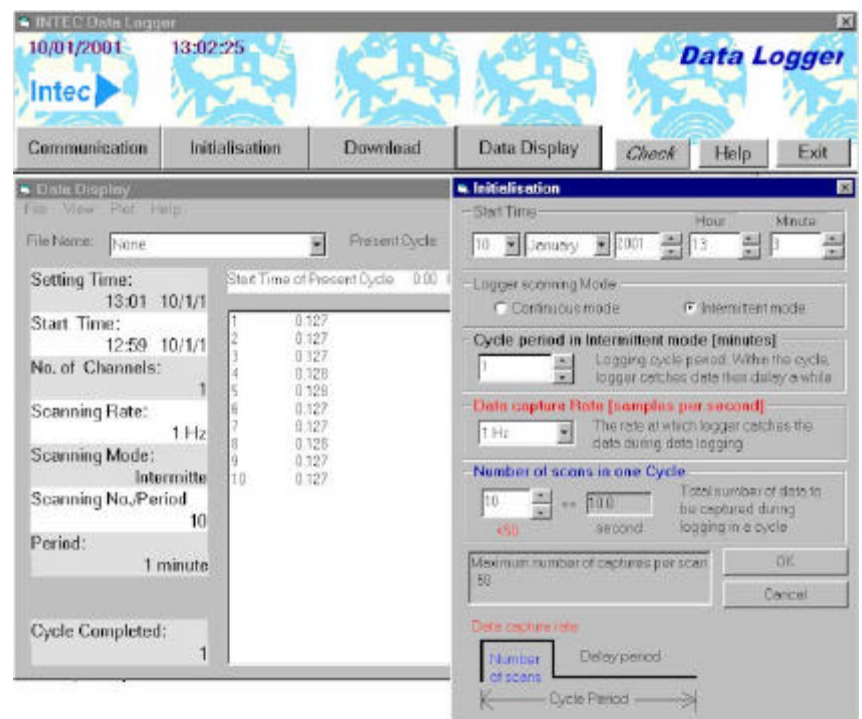 INTEC Data Logger
10/01/2001 13:02:25
Data Logger
Intec
Communication Initialisation Download Data Display Check Help Exit
Data Display
File View Plot Help
File Name: None Present Cycle
Setting Time:
13:01 10/1/1
Start Time:
12:59 10/1/1
No. of Channels:
1
Scanning Rate:
1 Hz
Scanning Mode:
Intermitte
Scanning No./Period
10
Period:
1 minute
Cycle Completed:
1
Start Time of Present Cycle 0:00
1 0.127
2 0.127
3 0.127
4 0.128
5 0.128
6 0.127
7 0.127
8 0.128
9 0.127
10 0.127
Initialisation
Start Time
Hour Minute
10 January 2001 13 3
Logger scanning Mode
Continuous mode Intermittent mode
Cycle period in Intermittent mode [minutes]
1
Logging cycle period. Within the cycle,
logger catches data then delay a while
Data capture Rate [samples per second]
1 Hz
The rate at which logger catches the
data during data logging
Number of scans in one Cycle
10 == 10.0
<50 second
Total number of data to
be captured during
logging in a cycle
Maximum number of captures per scan
50
OK
Cancel
Data capture rate
Number
of scans
Delay period
Cycle Period